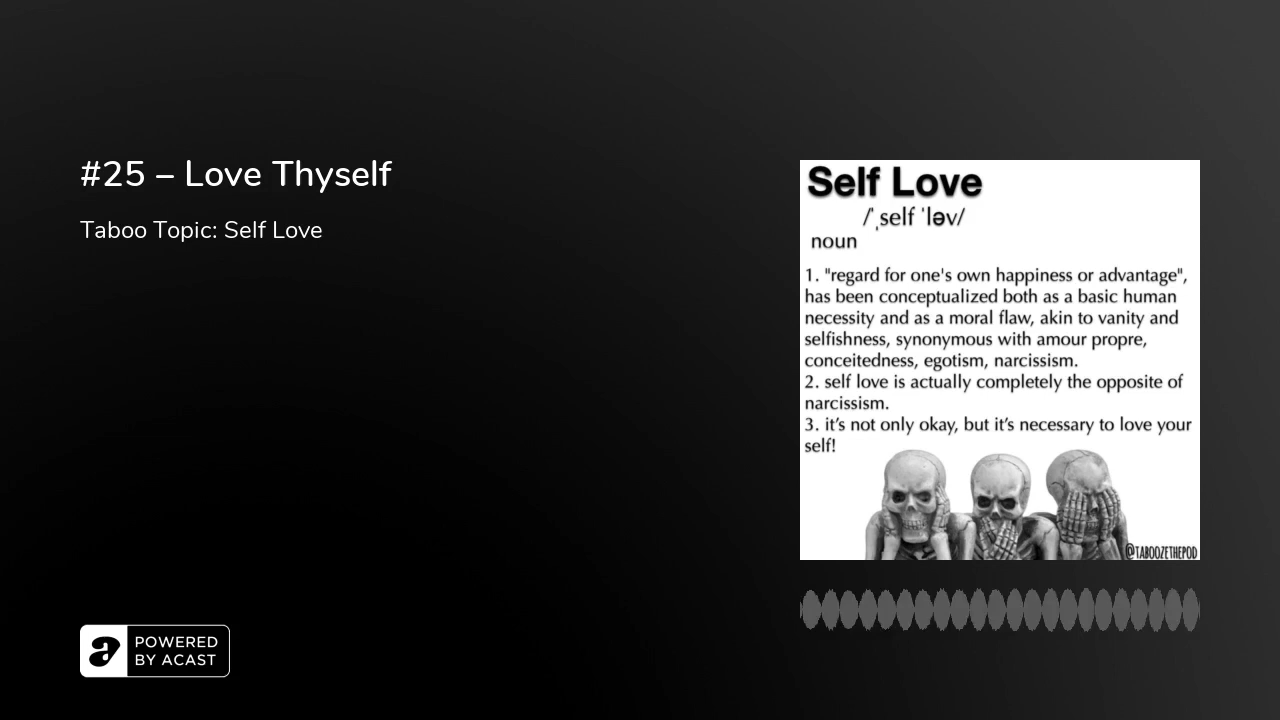 #25 – Love Thyself
Taboo Topic: Self Love
Self Love
/ˌself ˈləv/
noun
1. "regard for one's own happiness or advantage",
has been conceptualized both as a basic human
necessity and as a moral flaw, akin to vanity and
selfishness, synonymous with amour propre,
conceitedness, egotism, narcissism.
2. self love is actually completely the opposite of
narcissism.
3. it’s not only okay, but it’s necessary to love your
self!
@TABOOZETHEPOD
a
POWERED
BY ACAST